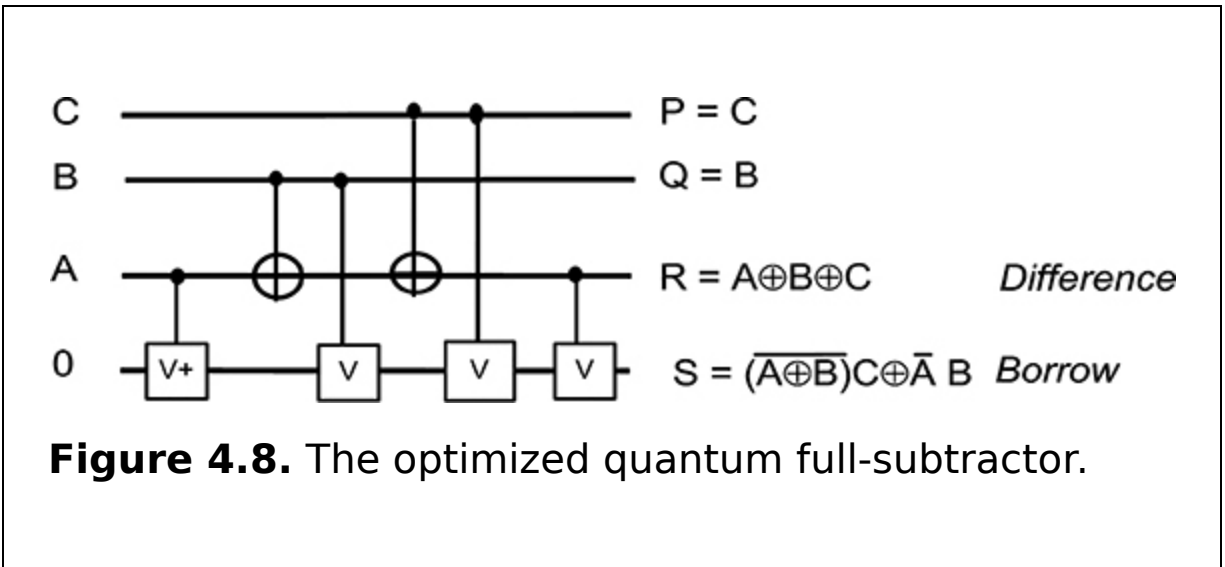 C P = C
B Q = B
A R = A⊕B⊕C Difference
0 V+ V V V S = (A̅⊕̅B̅)C⊕A̅ B Borrow
Figure 4.8. The optimized quantum full-subtractor.